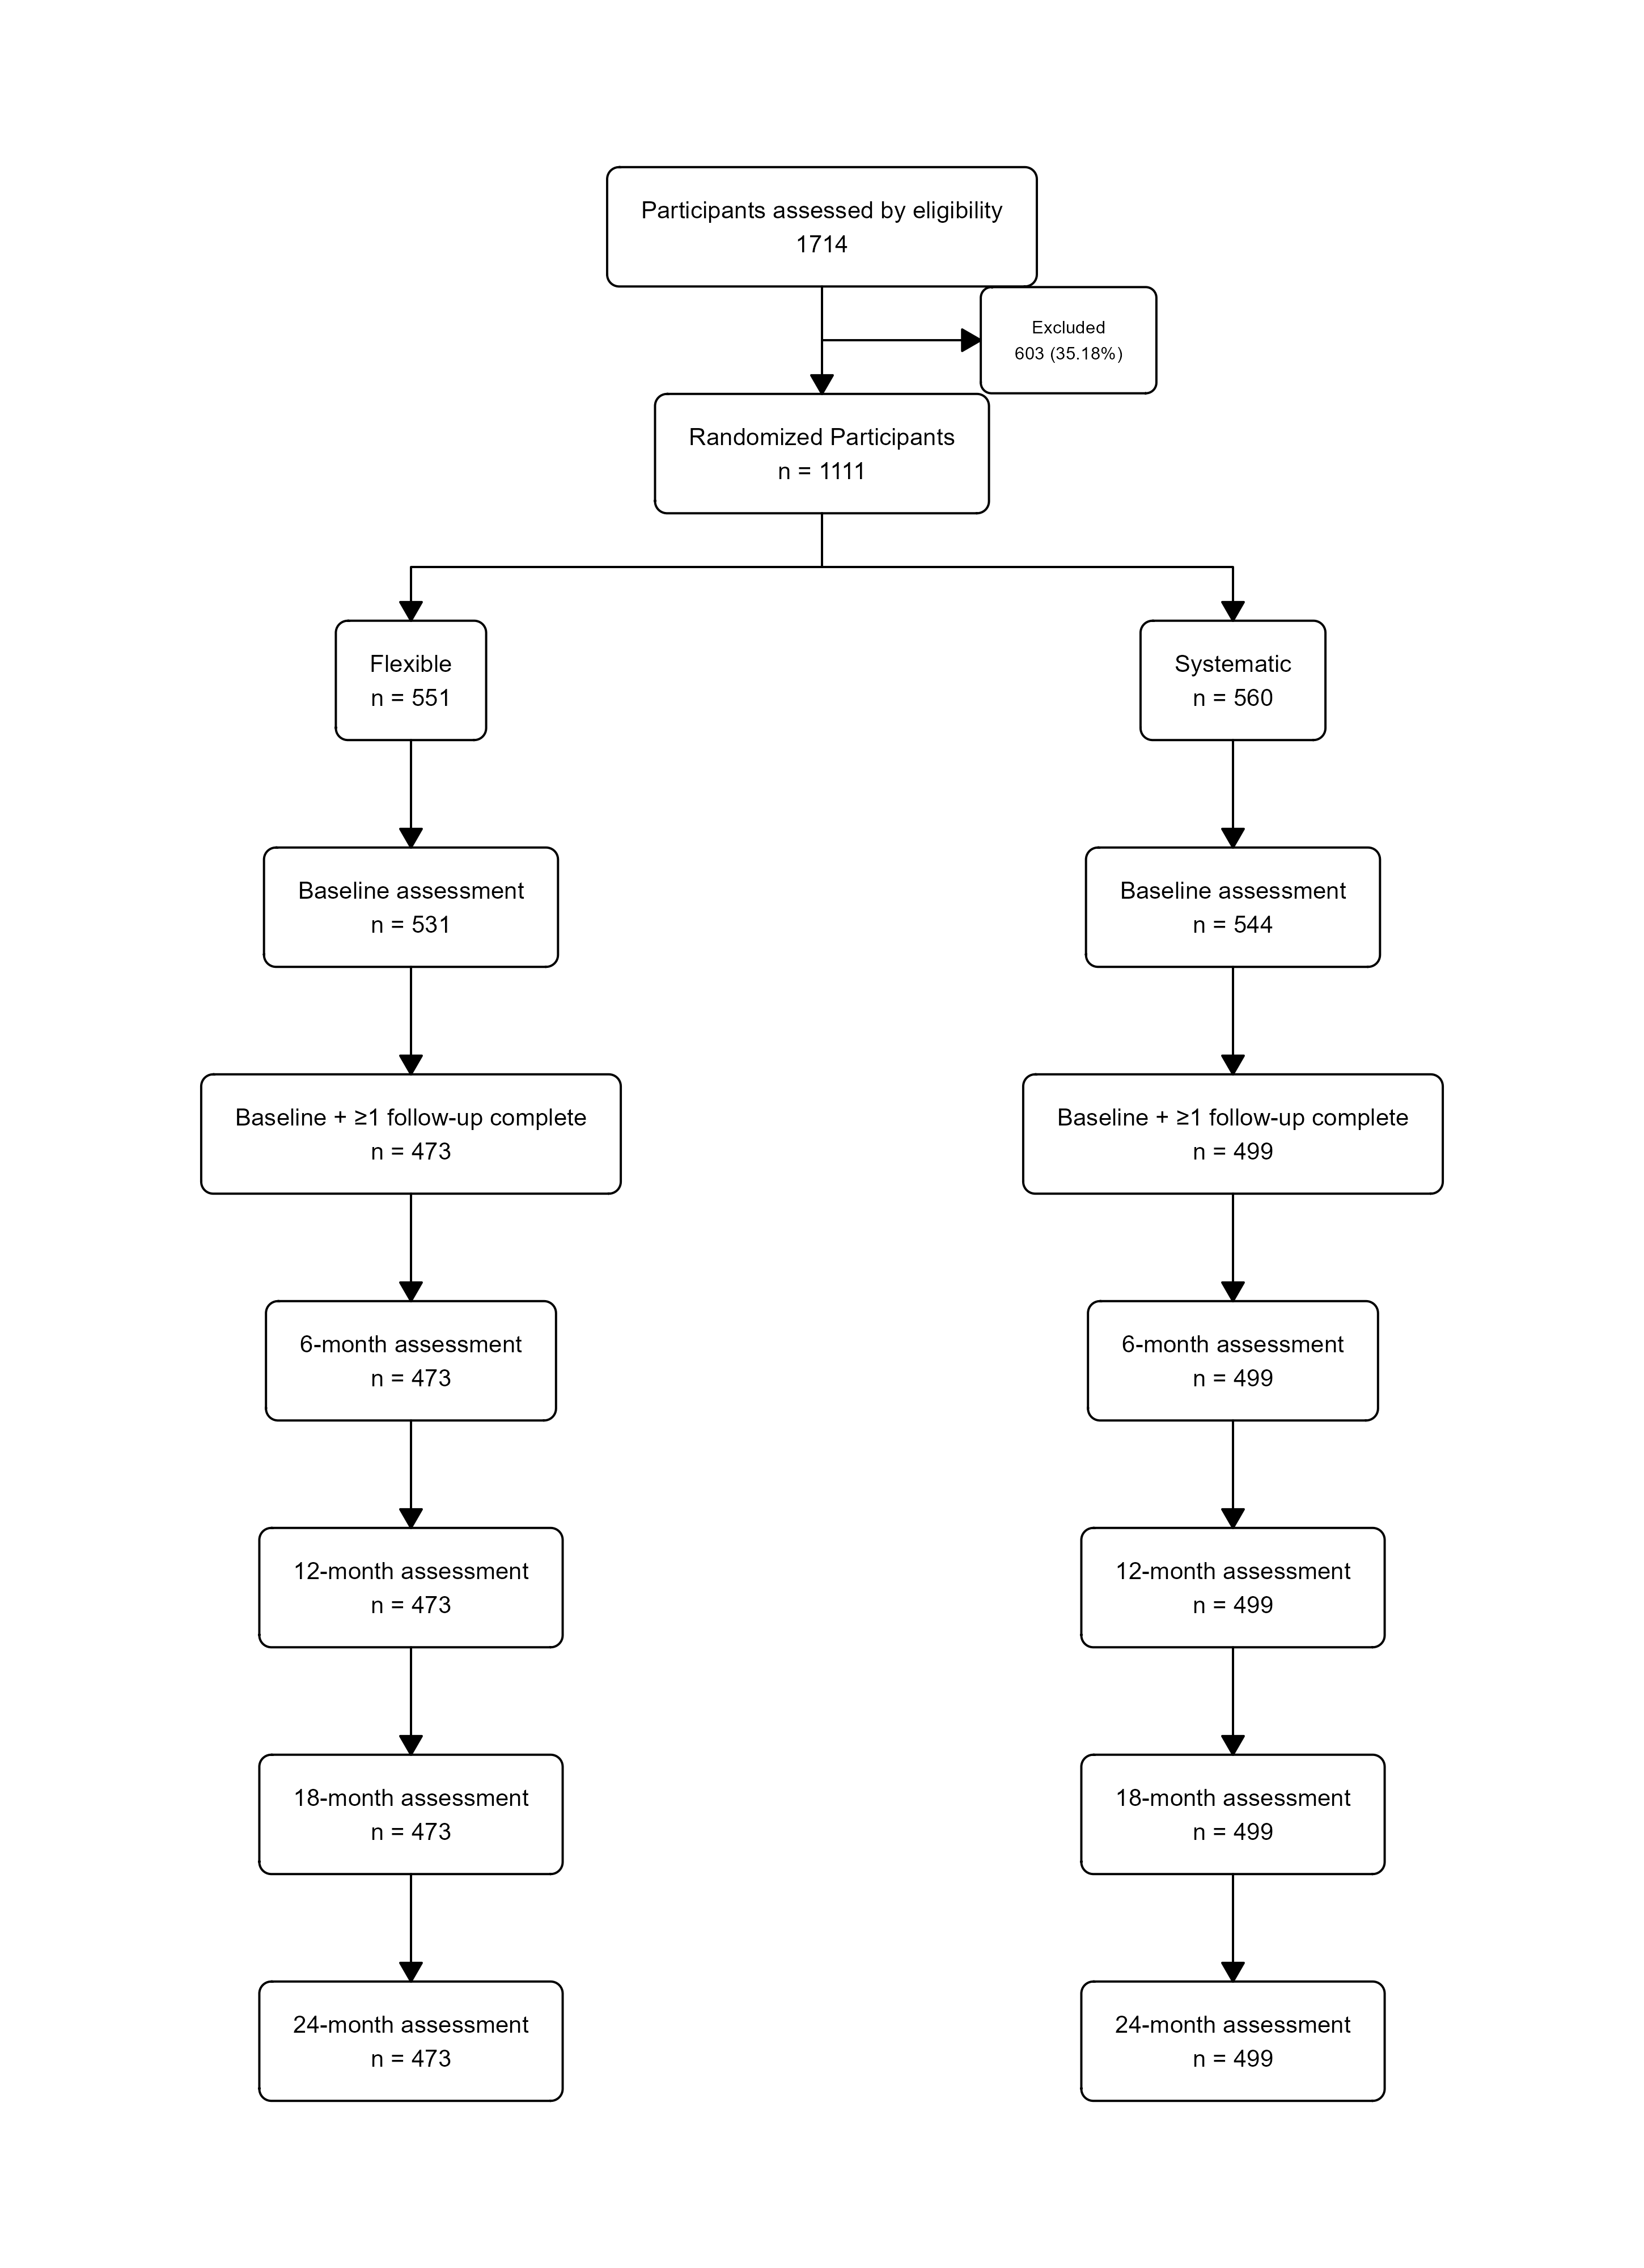 Participants assessed by eligibility
1714
Excluded
603 (35.18%)
Randomized Participants
n = 1111
Flexible
n = 551
Systematic
n = 560
Baseline assessment
n = 531
Baseline assessment
n = 544
Baseline + ≥1 follow-up complete
n = 473
Baseline + ≥1 follow-up complete
n = 499
6-month assessment
n = 473
6-month assessment
n = 499
12-month assessment
n = 473
12-month assessment
n = 499
18-month assessment
n = 473
18-month assessment
n = 499
24-month assessment
n = 473
24-month assessment
n = 499